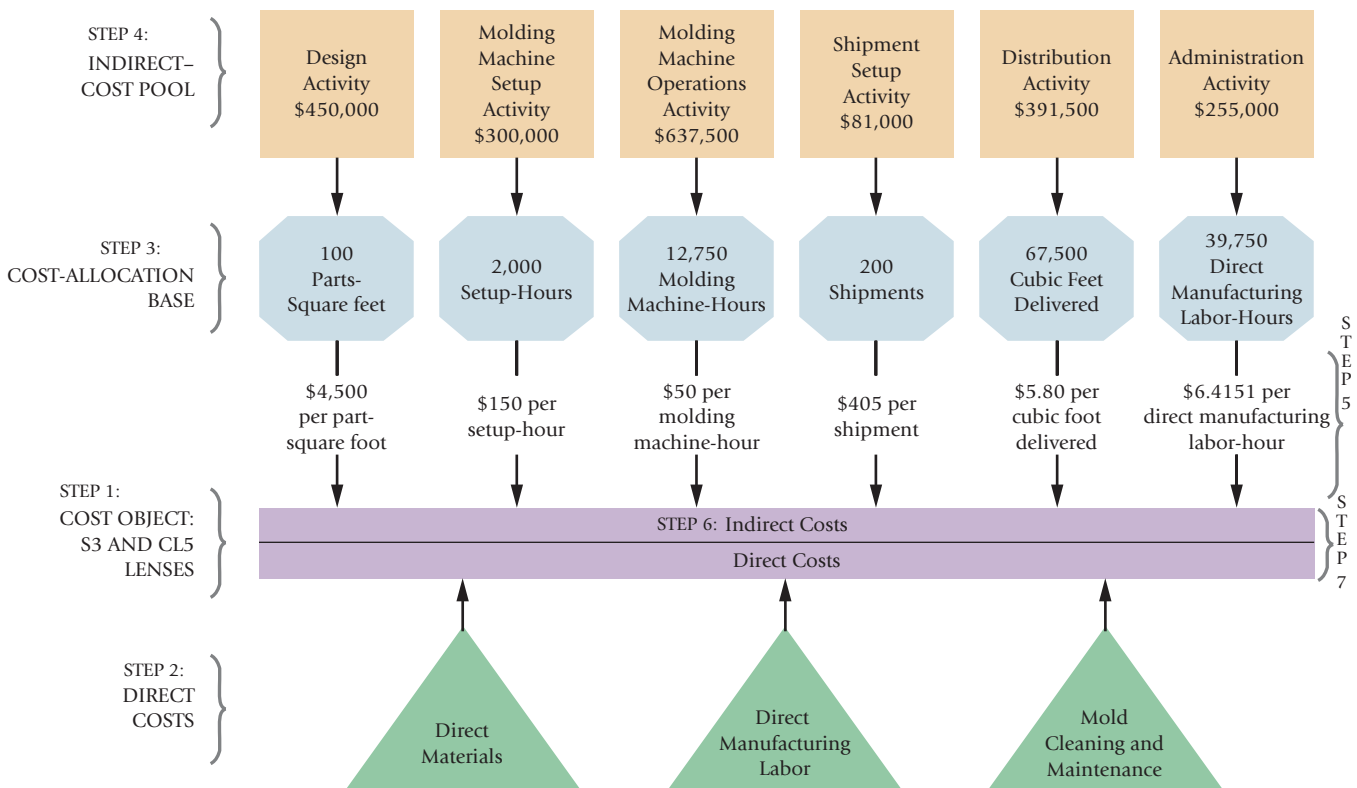 STEP 4:
INDIRECT–
COST POOL
Design
Activity
$450,000
Molding
Machine
Setup
Activity
$300,000
Molding
Machine
Operations
Activity
$637,500
Shipment
Setup
Activity
$81,000
Distribution
Activity
$391,500
Administration
Activity
$255,000
STEP 3:
COST-ALLOCATION
BASE
100
Parts-
Square feet
2,000
Setup-Hours
12,750
Molding
Machine-Hours
200
Shipments
67,500
Cubic Feet
Delivered
39,750
Direct
Manufacturing
Labor-Hours
$4,500
per part-
square foot
$150 per
setup-hour
$50 per
molding
machine-hour
$405 per
shipment
$5.80 per
cubic foot
delivered
$6.4151 per
direct manufacturing
labor-hour
STEP 5
STEP 1:
COST OBJECT:
S3 AND CL5
LENSES
STEP 6: Indirect Costs
Direct Costs
STEP 7
STEP 2:
DIRECT
COSTS
Direct
Materials
Direct
Manufacturing
Labor
Mold
Cleaning and
Maintenance